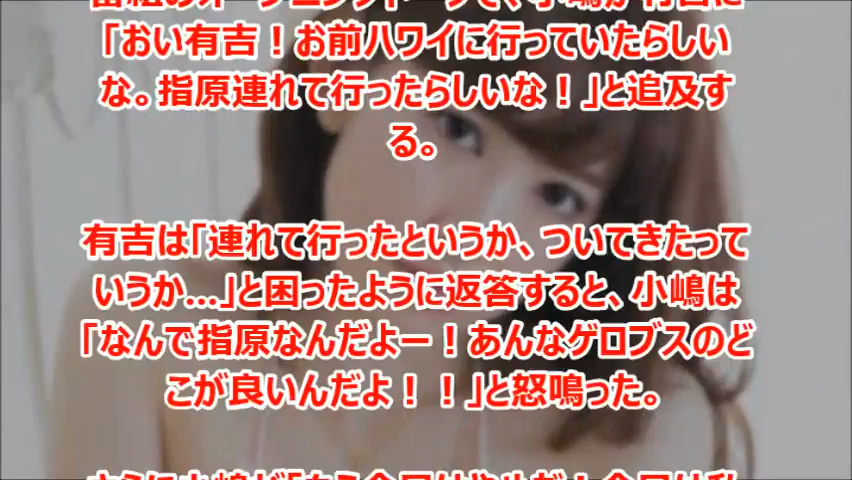 「おい有吉！お前ハワイに行っていたらしい
な。指原連れて行ったらしいな！」と追及す
る。
有吉は「連れて行ったというか、ついてきたって
いうか…」と困ったように返答すると、小嶋は
「なんで指原なんだよー！あんなゲロブスのど
こが良いんだよ！！」と怒鳴った。